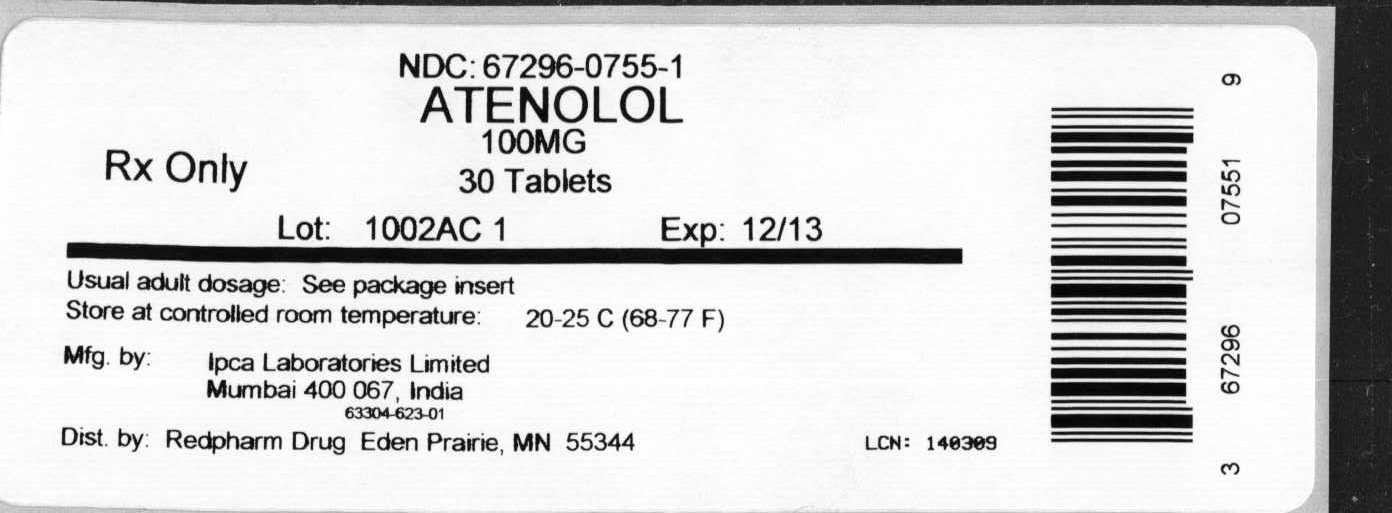 NDC: 67296-0755-1
ATENOLOL
100MG
Rx Only
30 Tablets
Lot: 1002AC 1 Exp: 12/13
Usual adult dosage: See package insert
Store at controlled room temperature: 20-25 C (68-77 F)
Mfg. by: Ipca Laboratories Limited
Mumbai 400 067, India
63304-623-01
Dist. by: Redpharm Drug Eden Prairie, MN 55344
LCN: 140309
3 67296 07551 9